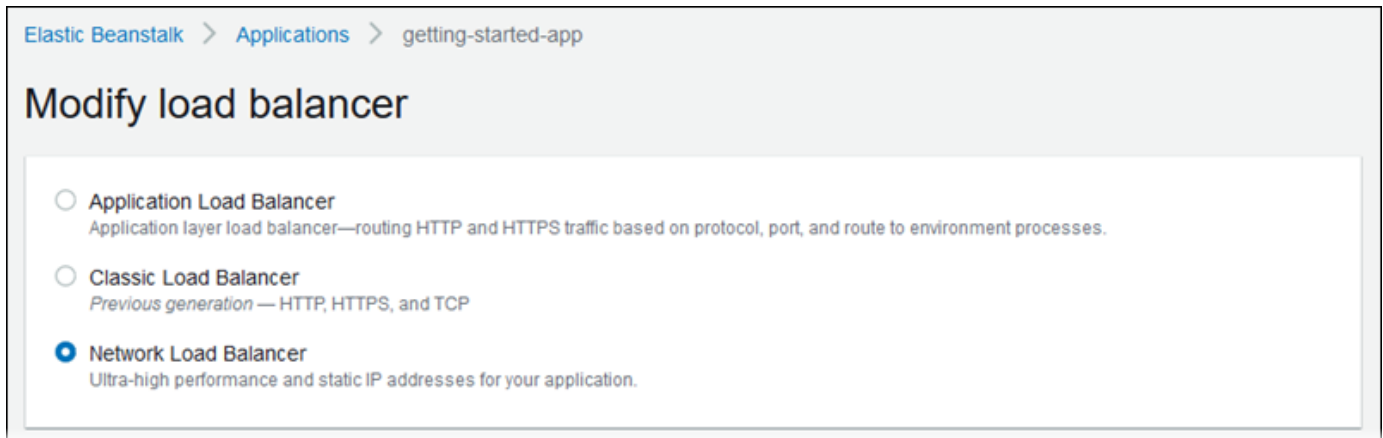 Elastic Beanstalk > Applications > getting-started-app
Modify load balancer
Application Load Balancer
Application layer load balancer—routing HTTP and HTTPS traffic based on protocol, port, and route to environment processes.
Classic Load Balancer
Previous generation — HTTP, HTTPS, and TCP
Network Load Balancer
Ultra-high performance and static IP addresses for your application.